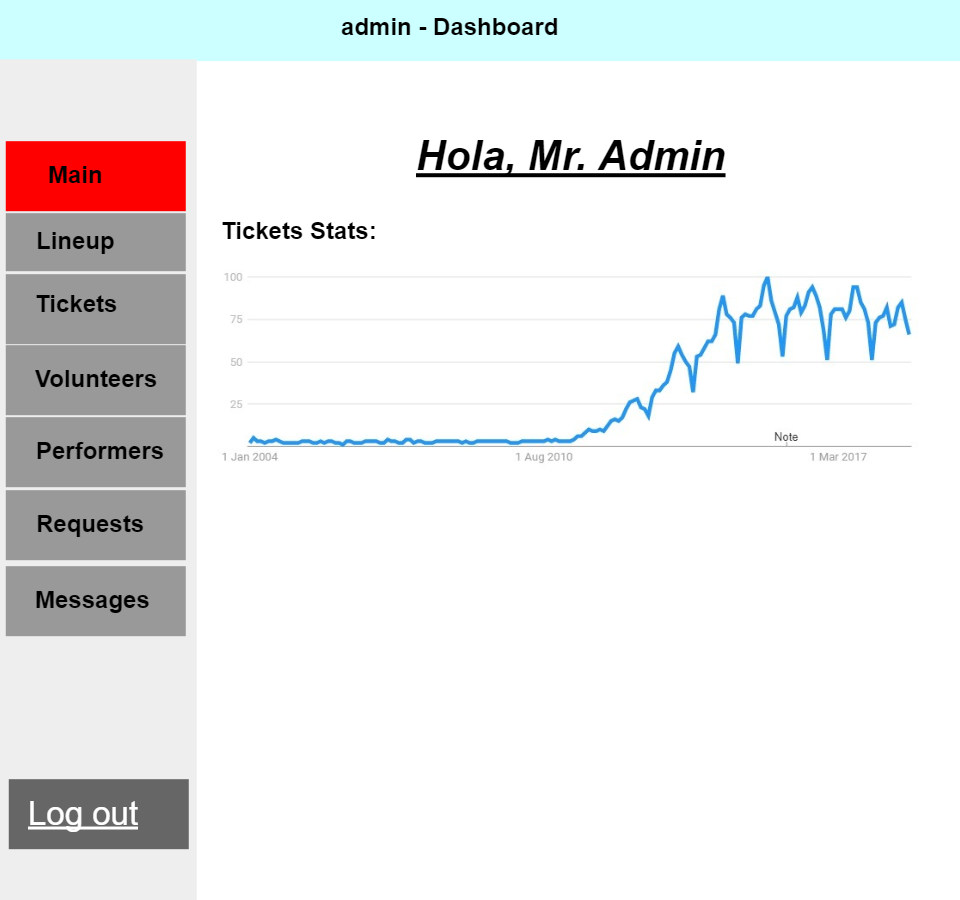 admin - Dashboard
Main
Lineup
Tickets
Volunteers
Performers
Requests
Messages
Log out
Hola, Mr. Admin
Tickets Stats:
100
75
50
25
Note
1 Jan 2004
1 Aug 2010
1 Mar 2017